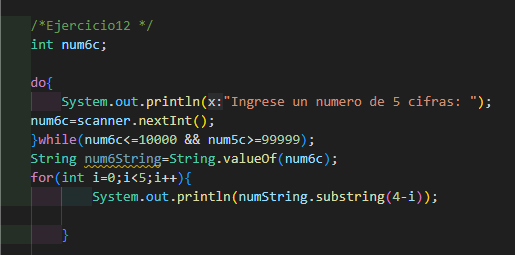 /*Ejercicio12 */
int num6c;
do{
System.out.println(x:"Ingrese un numero de 5 cifras: ");
num6c=scanner.nextInt();
}while(num6c<=10000 && num5c>=99999);
String num6String=String.valueOf(num6c);
for(int i=0;i<5;i++){
System.out.println(numString.substring(4-i));
}